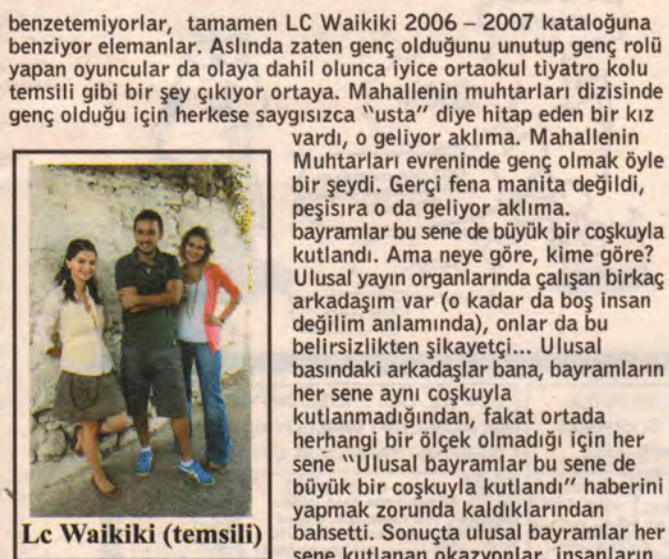 benzetemiyorlar, tamamen LC Waikiki 2006 – 2007 kataloğuna
benziyor elemanlar. Aslında zaten genç olduğunu unutup genç rolü
yapan oyuncular da olaya dahil olunca iyice ortaokul tiyatro kolu
temsili gibi bir şey çıkıyor ortaya. Mahallenin muhtarları dizisinde
genç olduğu için herkese saygısızca "usta" diye hitap eden bir kız
vardı, o geliyor aklıma. Mahallenin
Muhtarları evreninde genç olmak öyle
bir şeydi. Gerçi fena manita değildi,
peşisıra o da geliyor aklıma.
bayramlar bu sene de büyük bir coşkuyla
kutlandı. Ama neye göre, kime göre?
Ulusal yayın organlarında çalışan birkaç
arkadaşım var (o kadar da boş insan
değilim anlamında), onlar da bu
belirsizlikten şikayetçi... Ulusal
basındaki arkadaşlar bana, bayramların
her sene aynı coşkuyla
kutlanmadığından, fakat ortada
herhangi bir ölçek olmadığı için her
sene "Ulusal bayramlar bu sene de
büyük bir coşkuyla kutlandı" haberini
yapmak zorunda kaldıklarından
bahsetti. Sonuçta ulusal bayramlar her
sene kutlanan okazyonlar, insanların
Lc Waikiki (temsili)